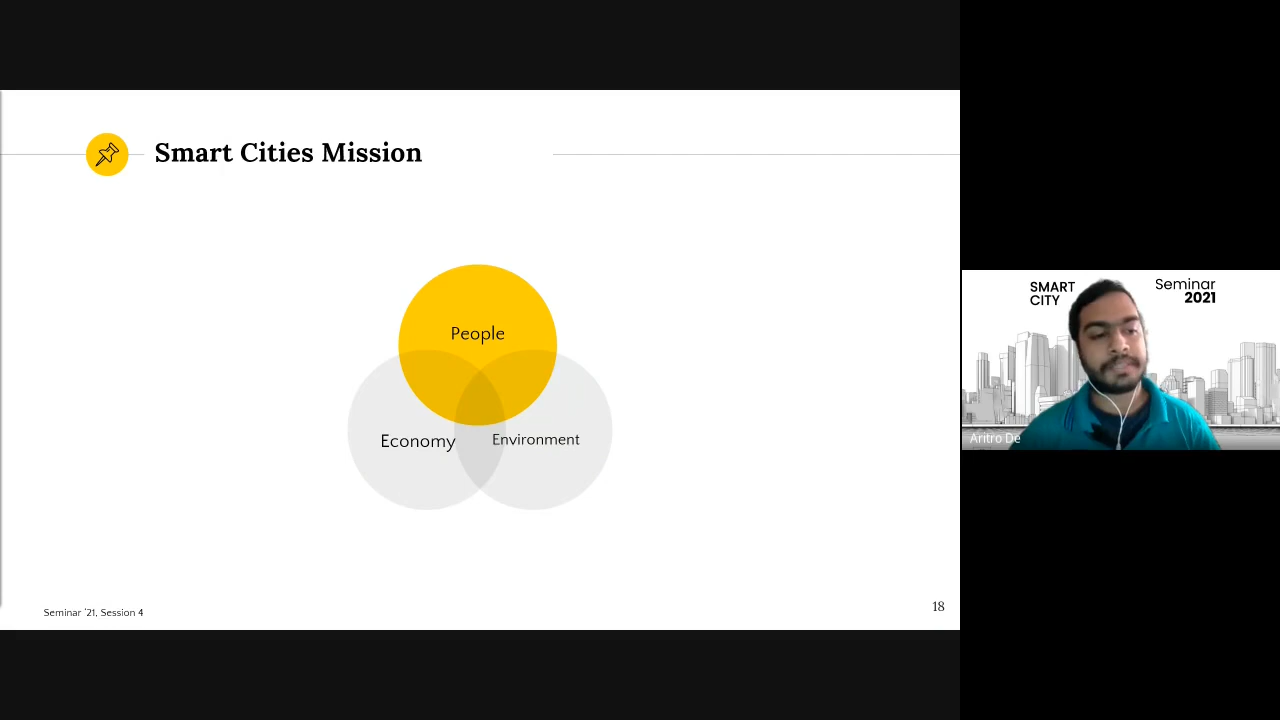 Smart Cities Mission
People
Economy
Environment
Seminar '21, Session 4
18
SMART
CITY
Seminar
2021
Aritro De